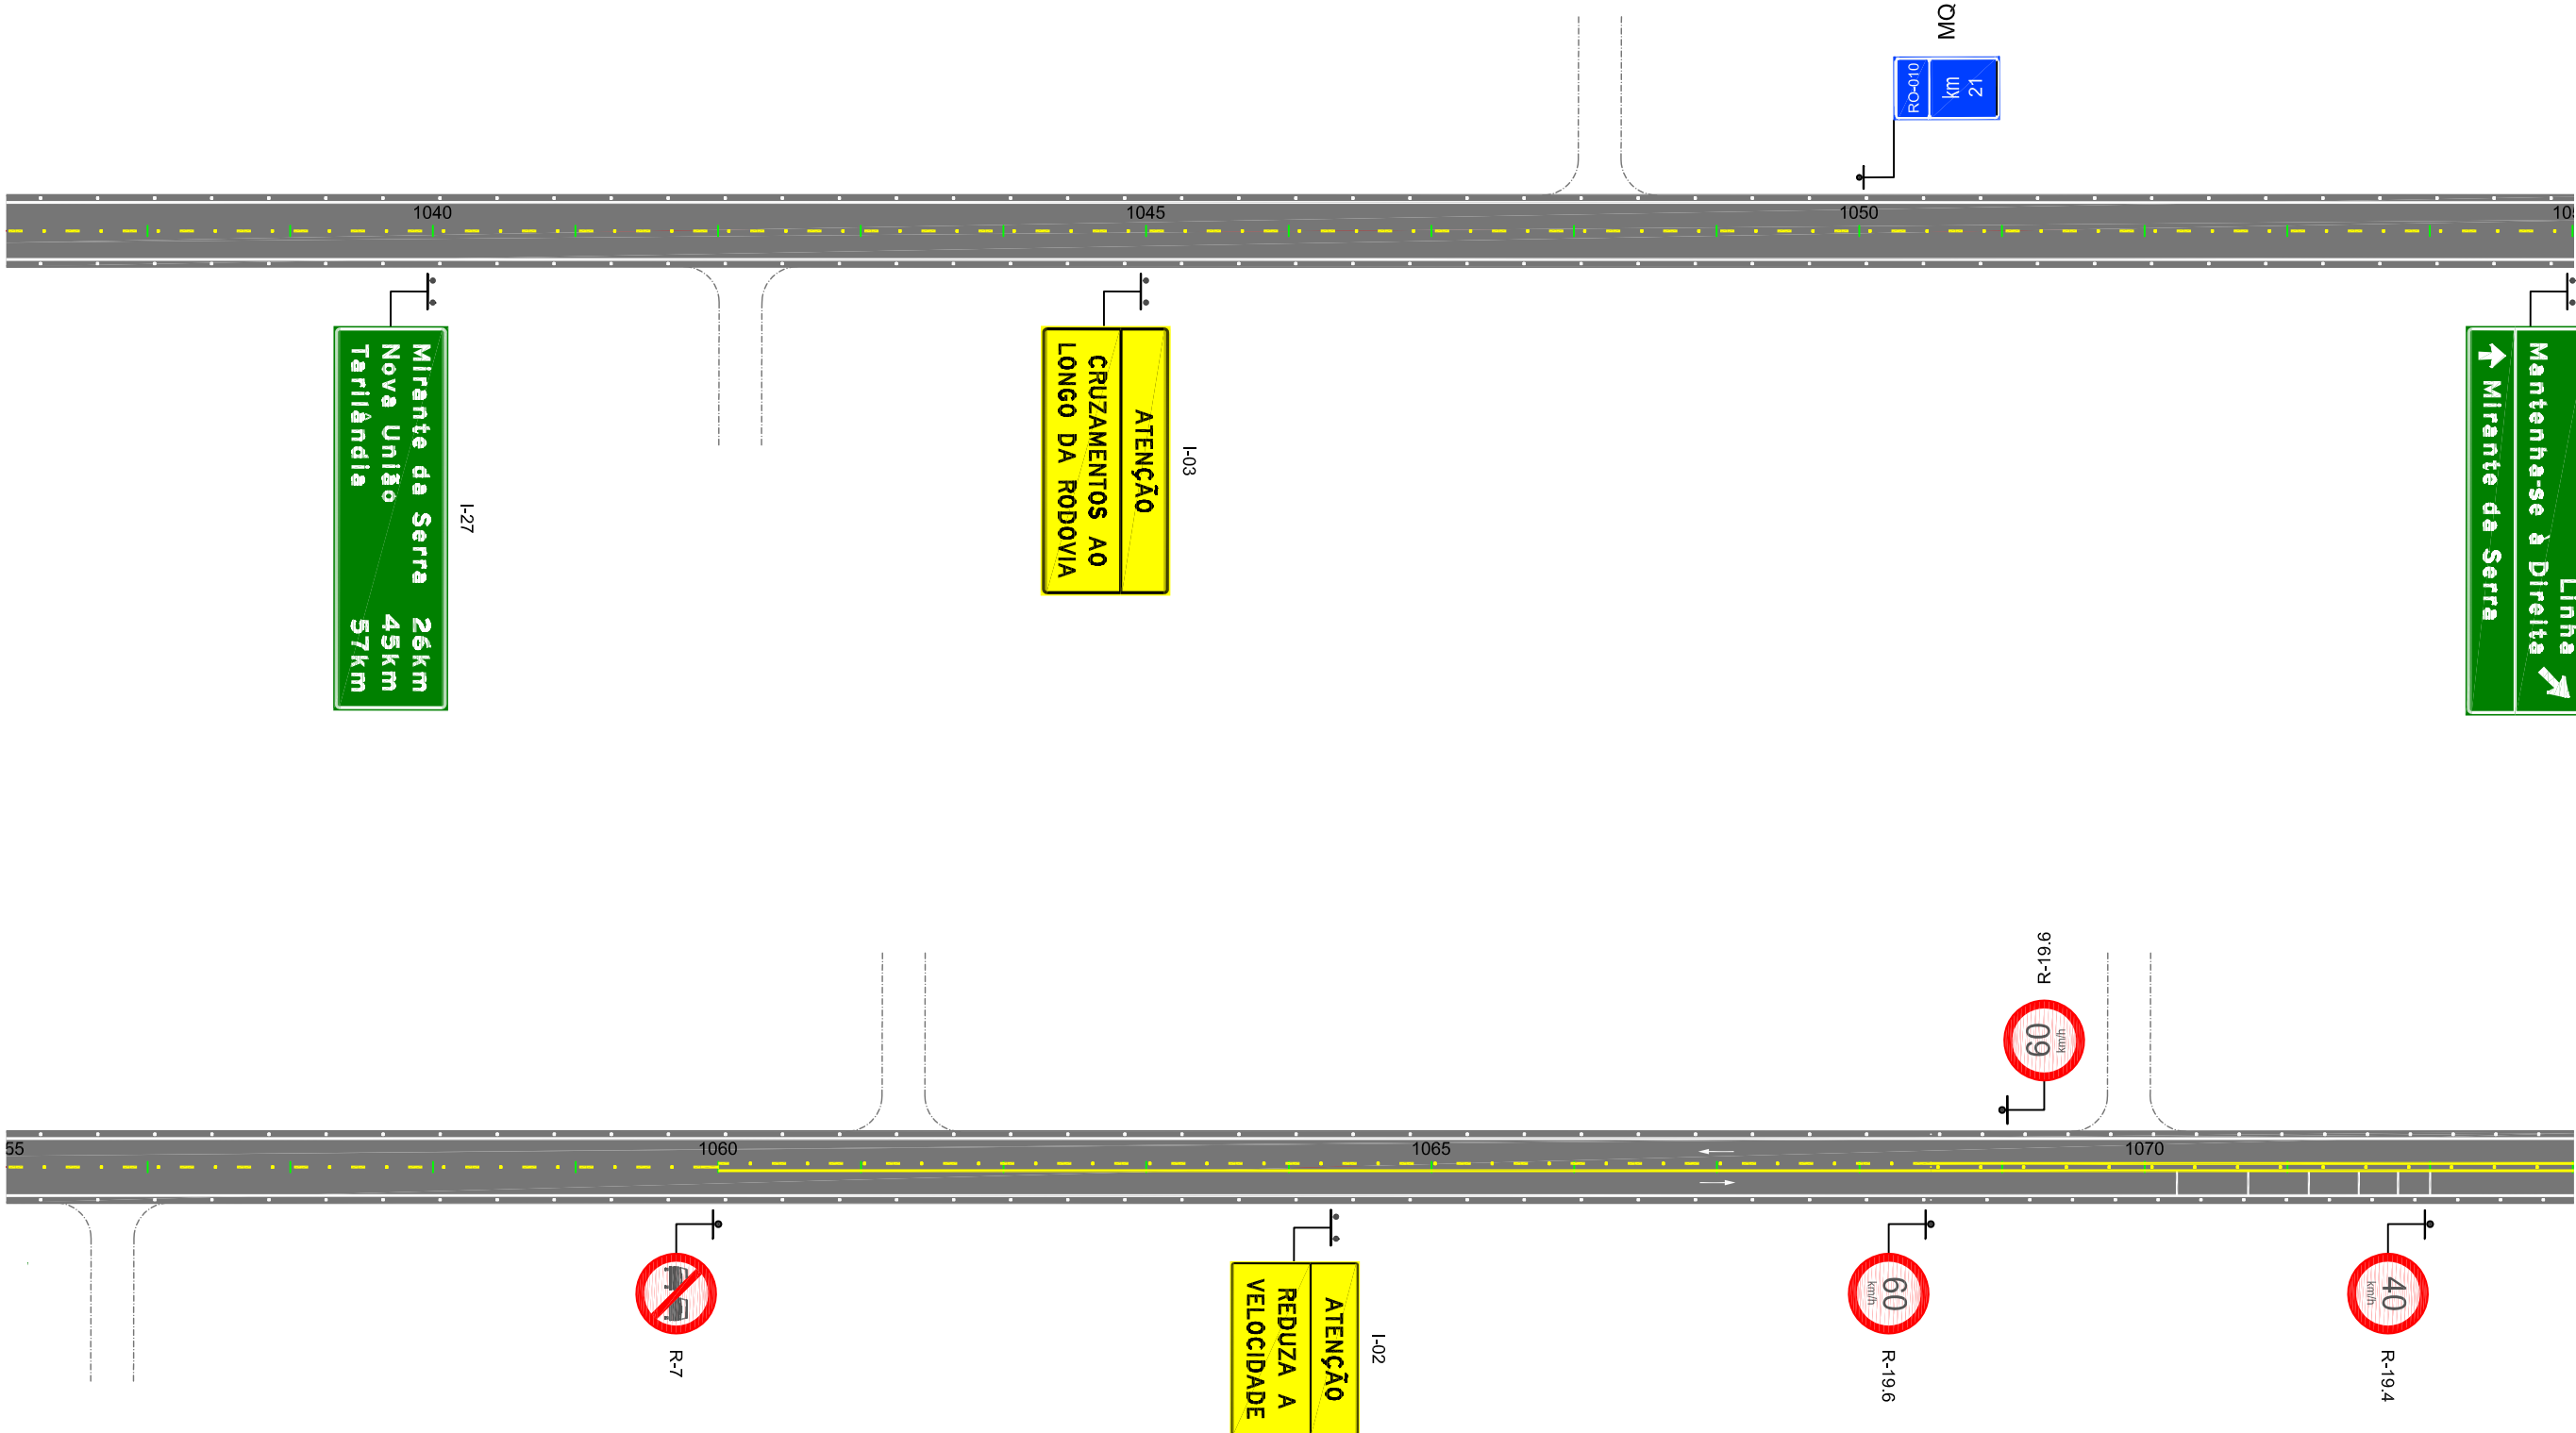 MQ
RO-010
km
21
1040
1045
1050
Mirante da Serra 26km
Nova União 45km
Tarilândia 57km
I-27
ATENÇÃO
CRUZAMENTOS AO
LONGO DA RODOVIA
I-03
Linha
Mantenha-se à Direita
Mirante da Serra
R-19.6
60
km/h
55
1060
1065
1070
R-7
ATENÇÃO
REDUZA A
VELOCIDADE
I-02
60
km/h
R-19.6
40
km/h
R-19.4